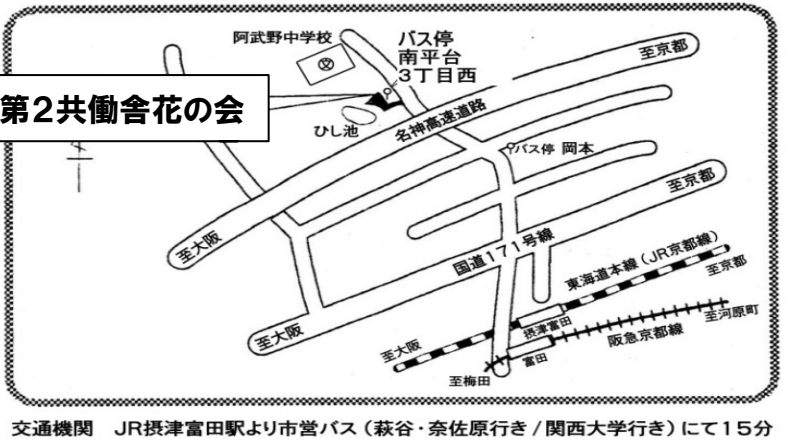 阿武野中学校
バス停
南平台
3丁目西
至京都
文
第2共働舎花の会
ひし池
名神高速道路
バス停 岡本
至京都
至大阪
国道171号線
東海道本線(JR京都線)
至京都
至大阪
摂津富田
至大阪
富田
阪急京都線
至河原町
至梅田
交通機関 JR摂津富田駅より市営バス(萩谷・奈佐原行き/関西大学行き)にて15分